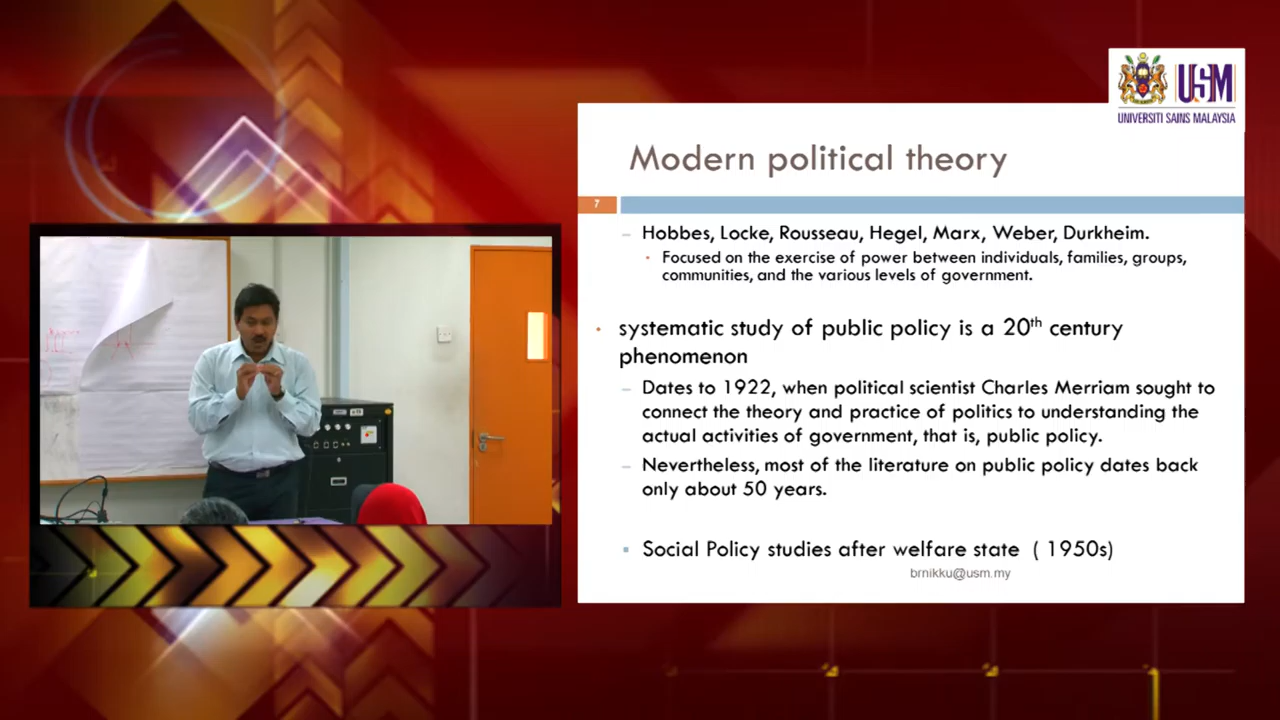 USM
UNIVERSITI SAINS MALAYSIA
Modern political theory
7
– Hobbes, Locke, Rousseau, Hegel, Marx, Weber, Durkheim.
• Focused on the exercise of power between individuals, families, groups,
communities, and the various levels of government.
• systematic study of public policy is a 20th century
phenomenon
– Dates to 1922, when political scientist Charles Merriam sought to
connect the theory and practice of politics to understanding the
actual activities of government, that is, public policy.
– Nevertheless, most of the literature on public policy dates back
only about 50 years.
▪ Social Policy studies after welfare state ( 1950s)
brnikku@usm.my